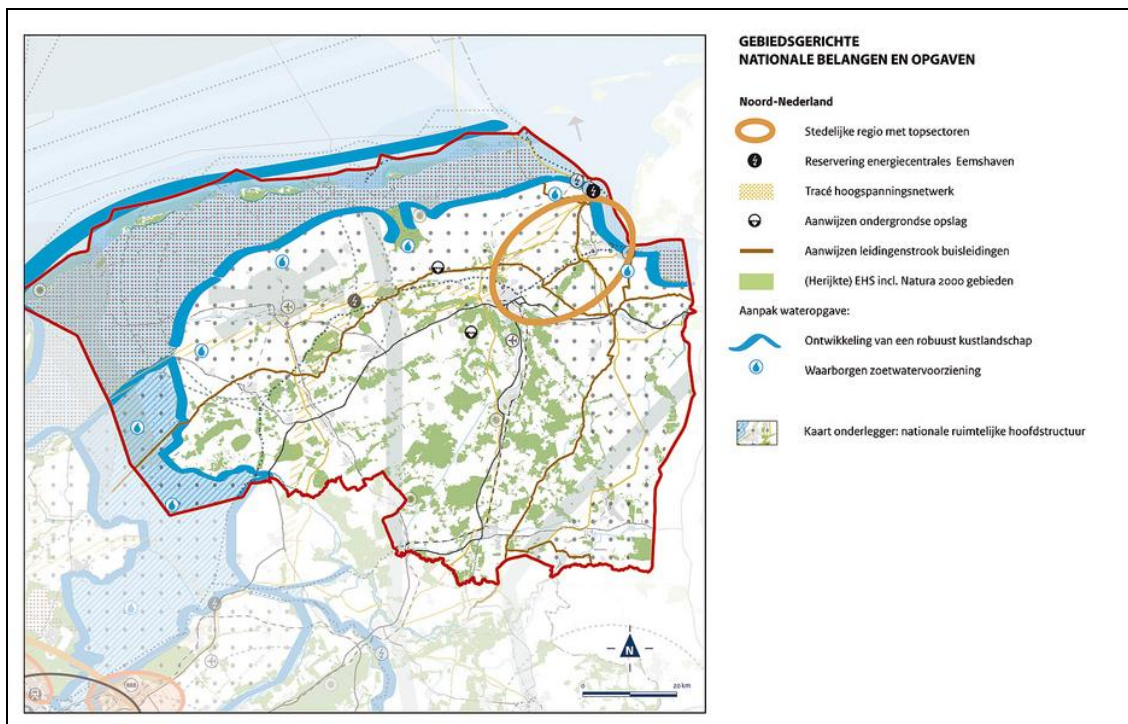 GEBIEDSGERICHTE
NATIONALE BELANGEN EN OPGAVEN
Noord-Nederland
Stedelijke regio met topsectoren
Reservering energiecentrales Eemshaven
Tracé hoogspanningsnetwerk
Aanwijzen ondergrondse opslag
Aanwijzen leidingenstrook buisleidingen
(Herijkte) EHS incl. Natura 2000 gebieden
Aanpak wateropgave:
Ontwikkeling van een robuust kustlandschap
Waarborgen zoetwatervoorziening
Kaart onderlegger: nationale ruimtelijke hoofdstructuur
N
0 20 km